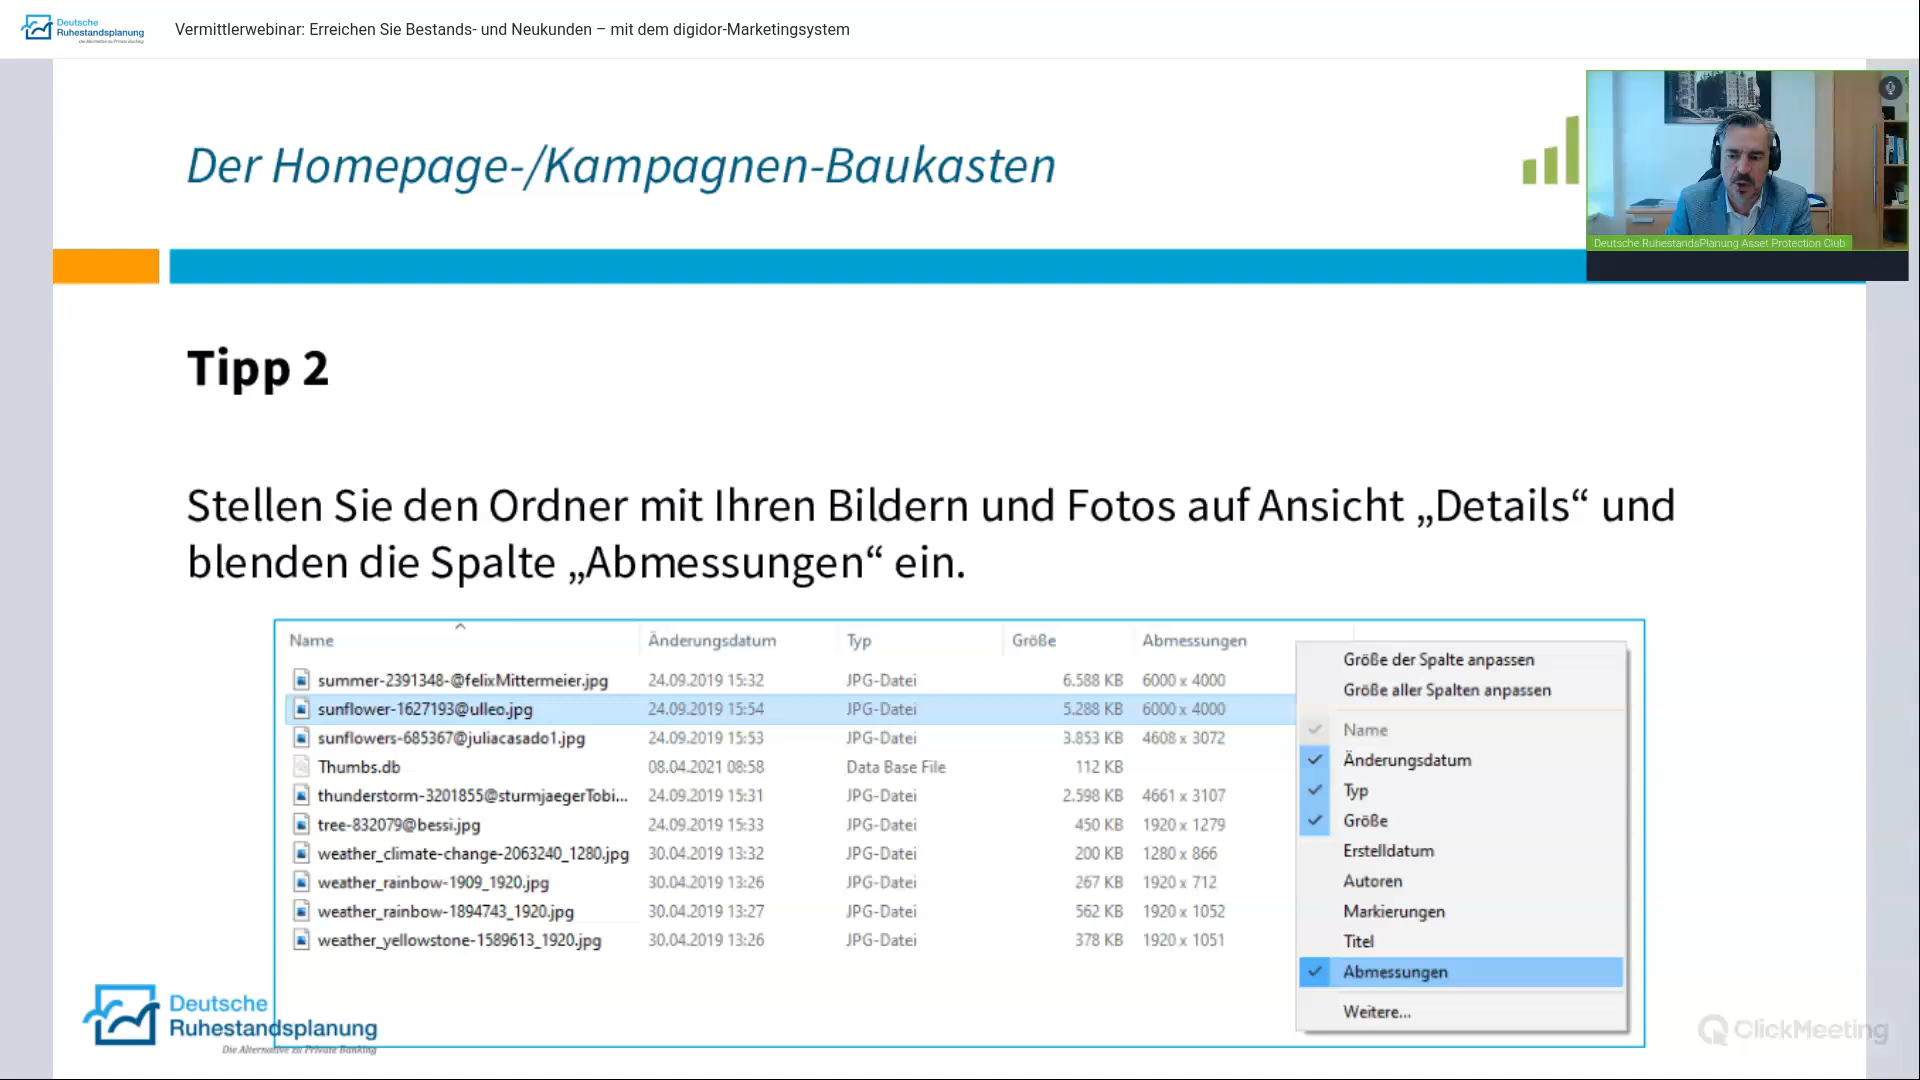 Deutsche
Ruhestandsplanung
Die Alternative zu Private Banking
Vermittlerwebinar: Erreichen Sie Bestands- und Neukunden – mit dem digidor-Marketingsystem
Der Homepage-/Kampagnen-Baukasten
Deutsche RuhestandsPlanung Asset Protection Club
Tipp 2
Stellen Sie den Ordner mit Ihren Bildern und Fotos auf Ansicht „Details“ und
blenden die Spalte „Abmessungen“ ein.
Name Änderungsdatum Typ Größe Abmessungen
summer-2391348-@felixMittermeier.jpg 24.09.2019 15:32 JPG-Datei 6.588 KB 6000 x 4000
sunflower-1627193@ulleo.jpg 24.09.2019 15:54 JPG-Datei 5.288 KB 6000 x 4000
sunflowers-685367@juliacasado1.jpg 24.09.2019 15:53 JPG-Datei 3.853 KB 4608 x 3072
Thumbs.db 08.04.2021 08:58 Data Base File 112 KB
thunderstorm-3201855@sturmjaegerTobi... 24.09.2019 15:31 JPG-Datei 2.598 KB 4661 x 3107
tree-832079@bessi.jpg 24.09.2019 15:33 JPG-Datei 450 KB 1920 x 1279
weather_climate-change-2063240_1280.jpg 30.04.2019 13:32 JPG-Datei 200 KB 1280 x 866
weather_rainbow-1909_1920.jpg 30.04.2019 13:26 JPG-Datei 267 KB 1920 x 712
weather_rainbow-1894743_1920.jpg 30.04.2019 13:27 JPG-Datei 562 KB 1920 x 1052
weather_yellowstone-1589613_1920.jpg 30.04.2019 13:26 JPG-Datei 378 KB 1920 x 1051
Größe der Spalte anpassen
Größe aller Spalten anpassen
Name
Änderungsdatum
Typ
Größe
Erstelldatum
Autoren
Markierungen
Titel
Abmessungen
Weitere...
Deutsche
Ruhestandsplanung
Die Alternative zu Private Banking
ClickMeeting